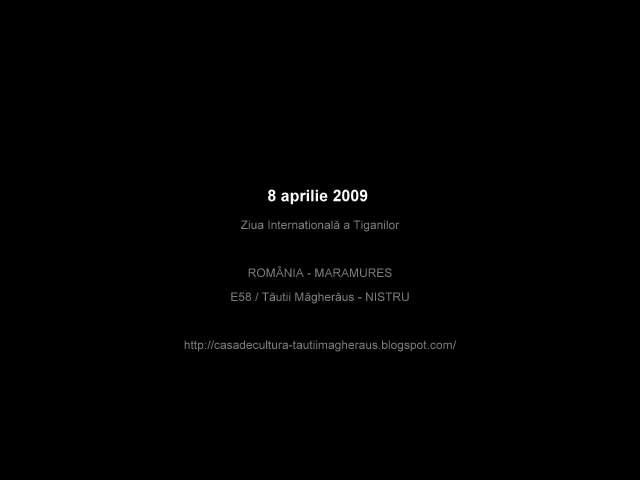 8 aprilie 2009
Ziua Internatională a Tiganilor
ROMÂNIA - MARAMURES
E58 / Tăutii Măgherăus - NISTRU
http://casadecultura-tautiimagheraus.blogspot.com/